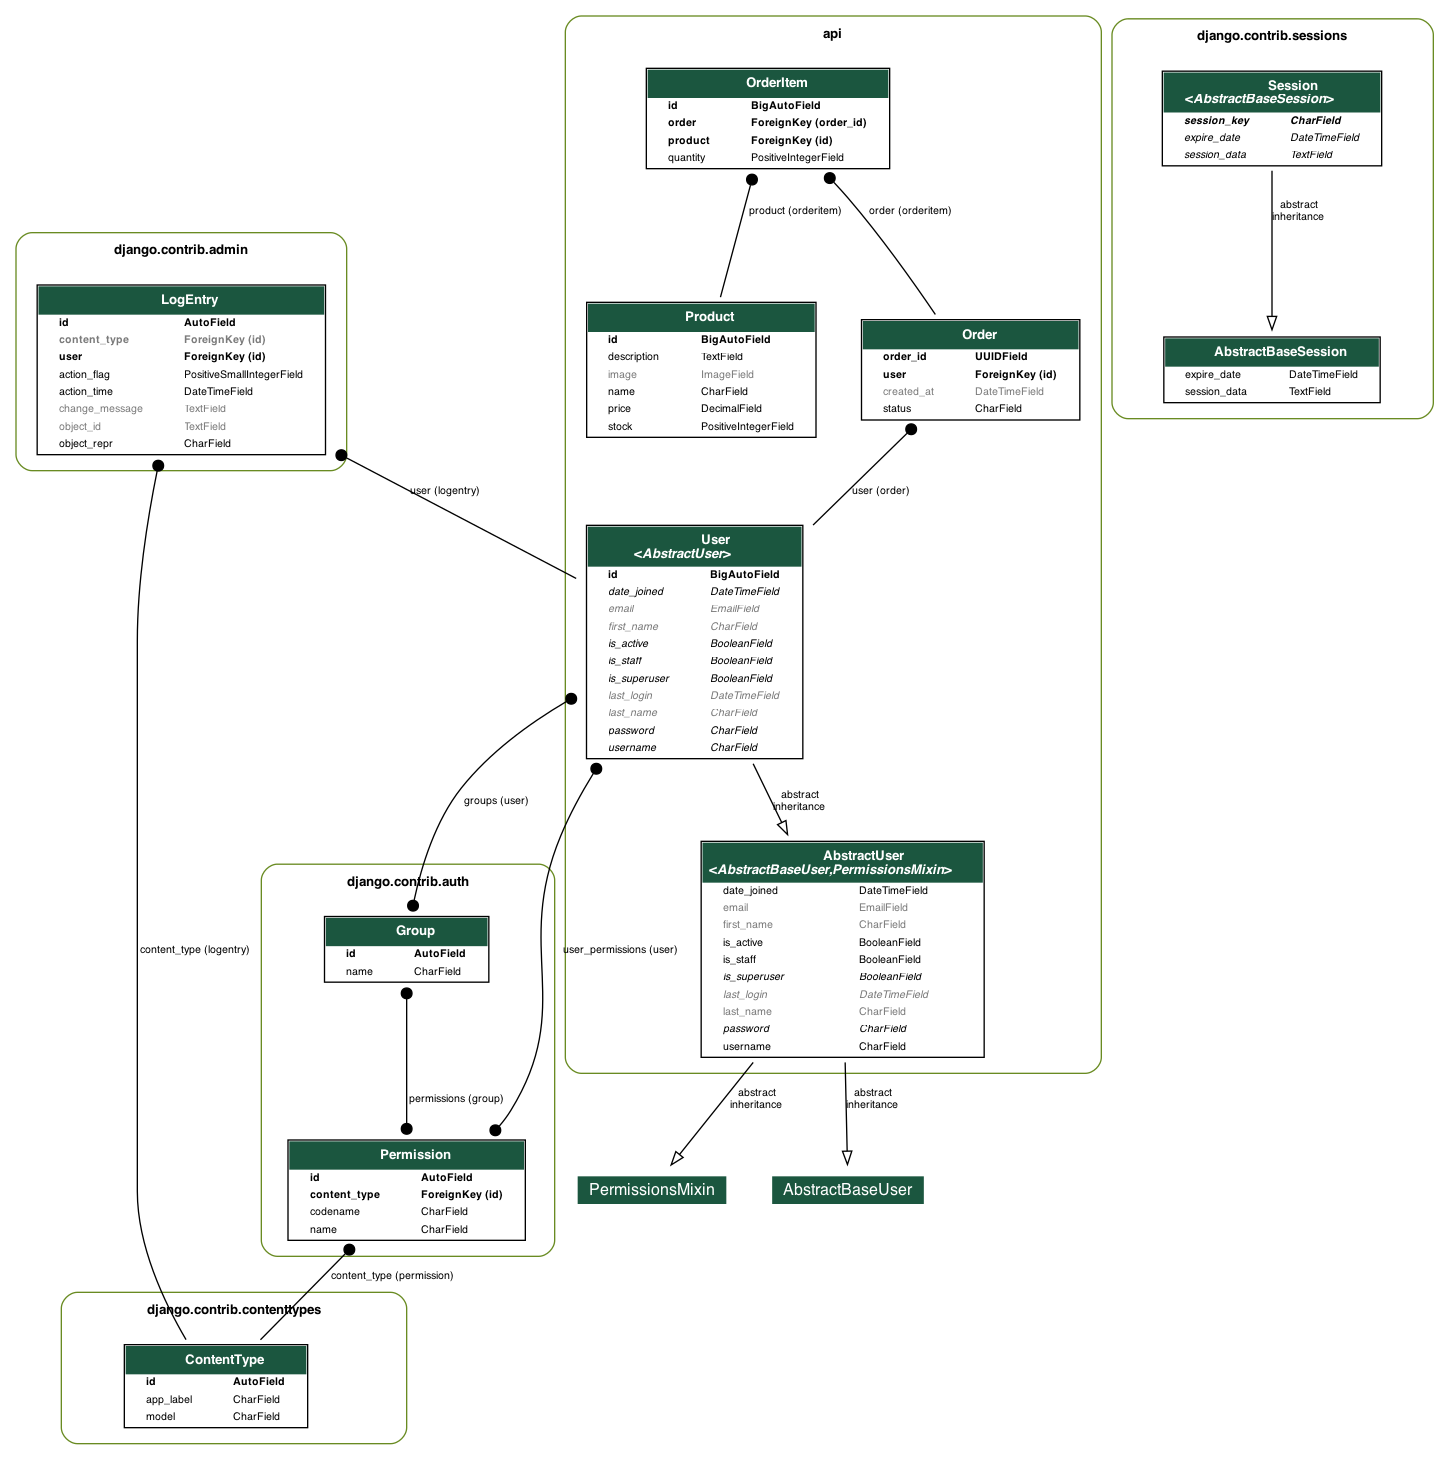 api
OrderItem
id BigAutoField
order ForeignKey (order_id)
product ForeignKey (id)
quantity PositiveIntegerField
product (orderitem)
order (orderitem)
Product
id BigAutoField
description TextField
image ImageField
name CharField
price DecimalField
stock PositiveIntegerField
Order
order_id UUIDField
user ForeignKey (id)
created_at DateTimeField
status CharField
user (order)
User
<AbstractUser>
id BigAutoField
date_joined DateTimeField
email EmailField
first_name CharField
is_active BooleanField
is_staff BooleanField
is_superuser BooleanField
last_login DateTimeField
last_name CharField
password CharField
username CharField
abstract
inheritance
AbstractUser
<AbstractBaseUser,PermissionsMixin>
date_joined DateTimeField
email EmailField
first_name CharField
is_active BooleanField
is_staff BooleanField
is_superuser BooleanField
last_login DateTimeField
last_name CharField
password CharField
username CharField
abstract
inheritance
abstract
inheritance
PermissionsMixin
AbstractBaseUser
django.contrib.sessions
Session
<AbstractBaseSession>
session_key CharField
expire_date DateTimeField
session_data TextField
abstract
inheritance
AbstractBaseSession
expire_date DateTimeField
session_data TextField
django.contrib.admin
LogEntry
id AutoField
content_type ForeignKey (id)
user ForeignKey (id)
action_flag PositiveSmallIntegerField
action_time DateTimeField
change_message TextField
object_id TextField
object_repr CharField
user (logentry)
groups (user)
content_type (logentry)
user_permissions (user)
django.contrib.auth
Group
id AutoField
name CharField
permissions (group)
Permission
id AutoField
content_type ForeignKey (id)
codename CharField
name CharField
content_type (permission)
django.contrib.contenttypes
ContentType
id AutoField
app_label CharField
model CharField